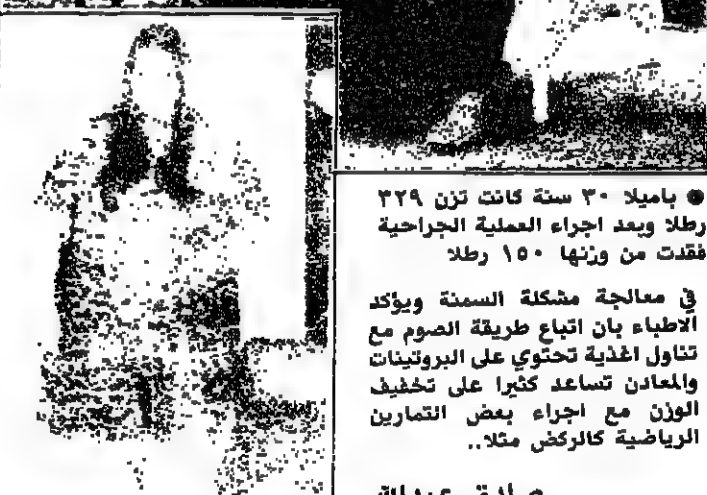 ● باميلا ٣٠ سنة كانت تزن ٣٢٩
رطلا وبعد اجراء العملية الجراحية
فقدت من وزنها ١٥٠ رطلا
في معالجة مشكلة السمنة ويؤكد
الاطباء بان اتباع طريقة الصوم مع
تناول اغذية تحتوي على البروتينات
والمعادن تساعد كثيرا على تخفيف
الوزن مع اجراء بعض التمارين
الرياضية كالركض مثلا..